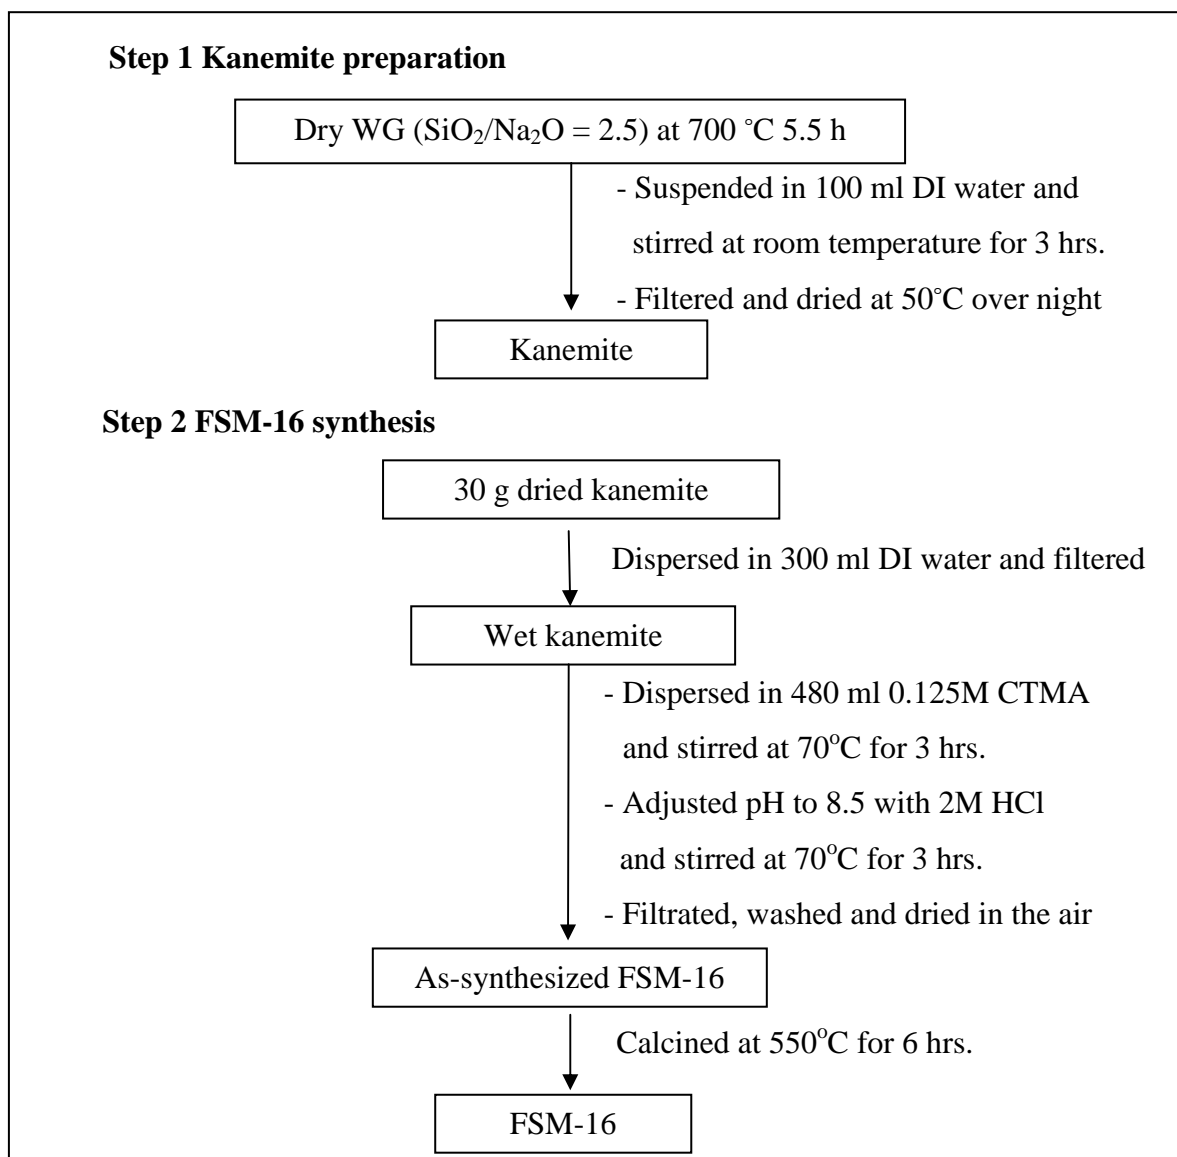 Step 1 Kanemite preparation
Dry WG (SiO₂/Na₂O = 2.5) at 700 °C 5.5 h
- Suspended in 100 ml DI water and
stirred at room temperature for 3 hrs.
- Filtered and dried at 50°C over night
Kanemite
Step 2 FSM-16 synthesis
30 g dried kanemite
Dispersed in 300 ml DI water and filtered
Wet kanemite
- Dispersed in 480 ml 0.125M CTMA
and stirred at 70°C for 3 hrs.
- Adjusted pH to 8.5 with 2M HCl
and stirred at 70°C for 3 hrs.
- Filtrated, washed and dried in the air
As-synthesized FSM-16
Calcined at 550°C for 6 hrs.
FSM-16